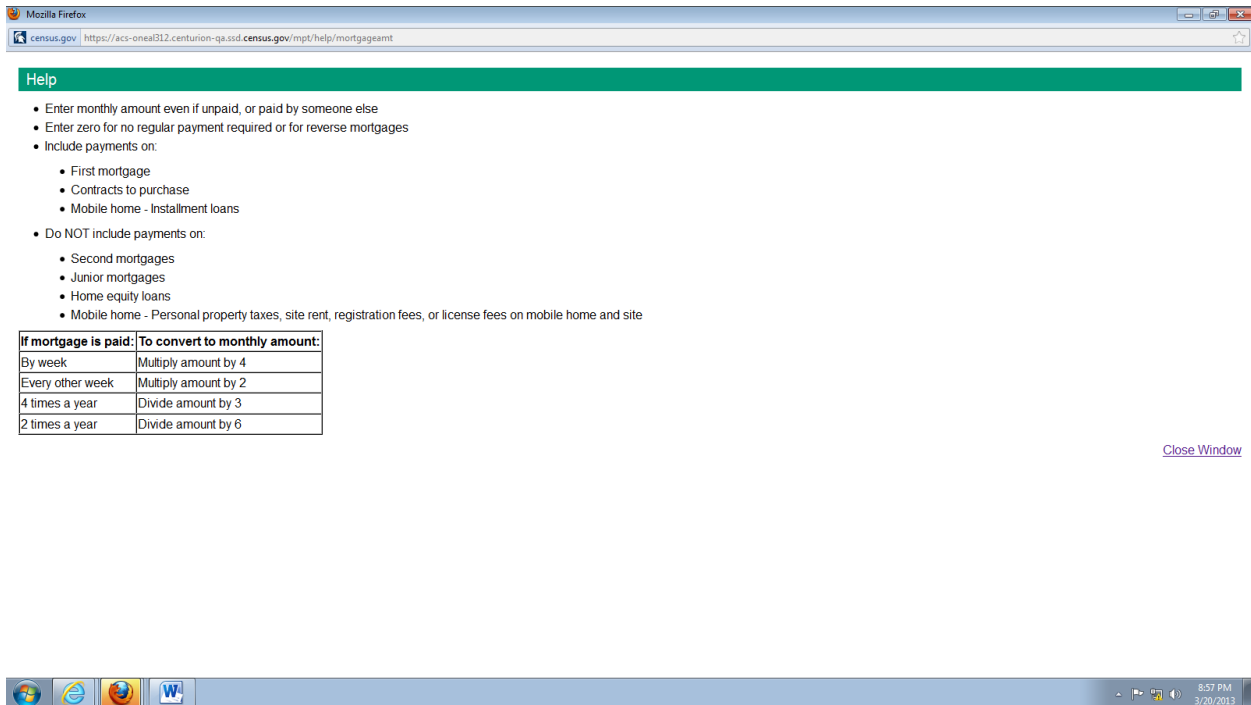 Mozilla Firefox
census.gov https://acs-oneal312.centurion-qa.ssd.census.gov/mpt/help/mortgageamt
Help
• Enter monthly amount even if unpaid, or paid by someone else
• Enter zero for no regular payment required or for reverse mortgages
• Include payments on:
• First mortgage
• Contracts to purchase
• Mobile home - Installment loans
• Do NOT include payments on:
• Second mortgages
• Junior mortgages
• Home equity loans
• Mobile home - Personal property taxes, site rent, registration fees, or license fees on mobile home and site
If mortgage is paid: To convert to monthly amount:
By week Multiply amount by 4
Every other week Multiply amount by 2
4 times a year Divide amount by 3
2 times a year Divide amount by 6
Close Window
W
8:57 PM
3/20/2013